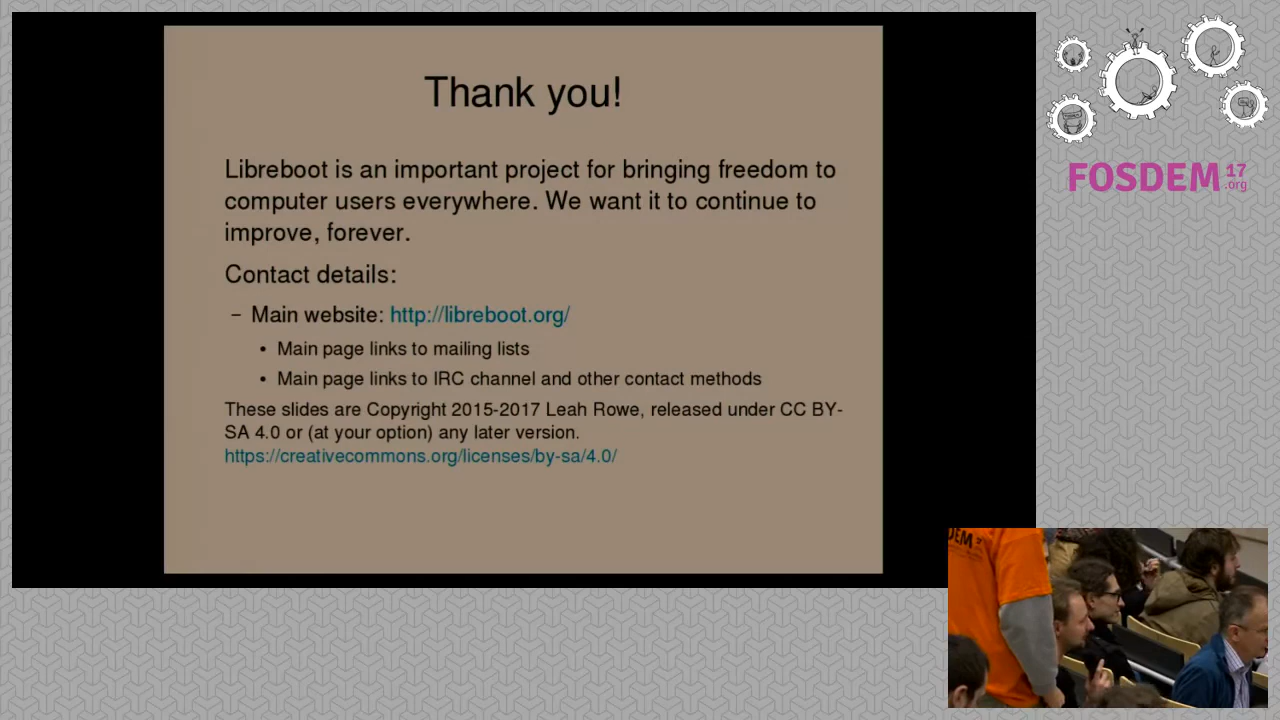 Thank you!
Libreboot is an important project for bringing freedom to
computer users everywhere. We want it to continue to
improve, forever.
Contact details:
– Main website: http://libreboot.org/
• Main page links to mailing lists
• Main page links to IRC channel and other contact methods
These slides are Copyright 2015-2017 Leah Rowe, released under CC BY-
SA 4.0 or (at your option) any later version.
https://creativecommons.org/licenses/by-sa/4.0/
FOSDEM 17
.org